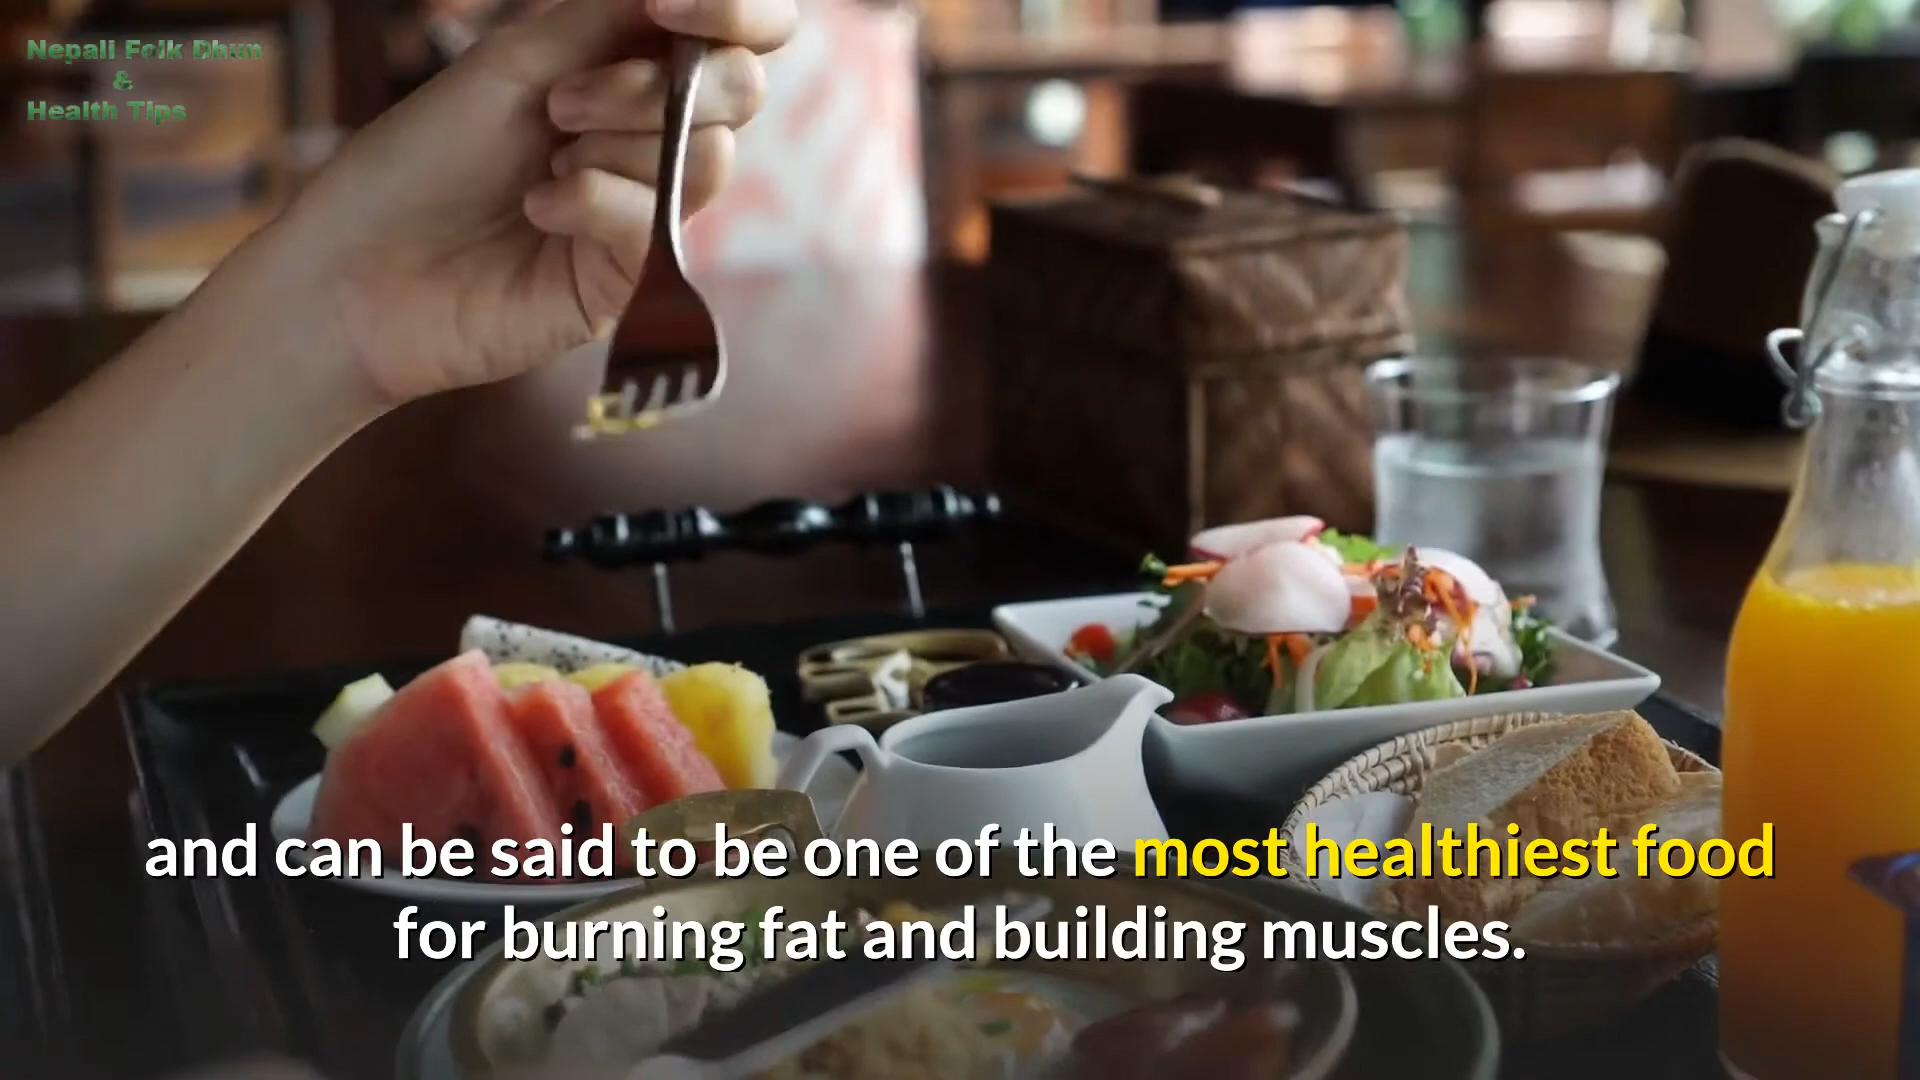 Nepali Folk Dhun
&
Health Tips
and can be said to be one of the most healthiest food
for burning fat and building muscles.